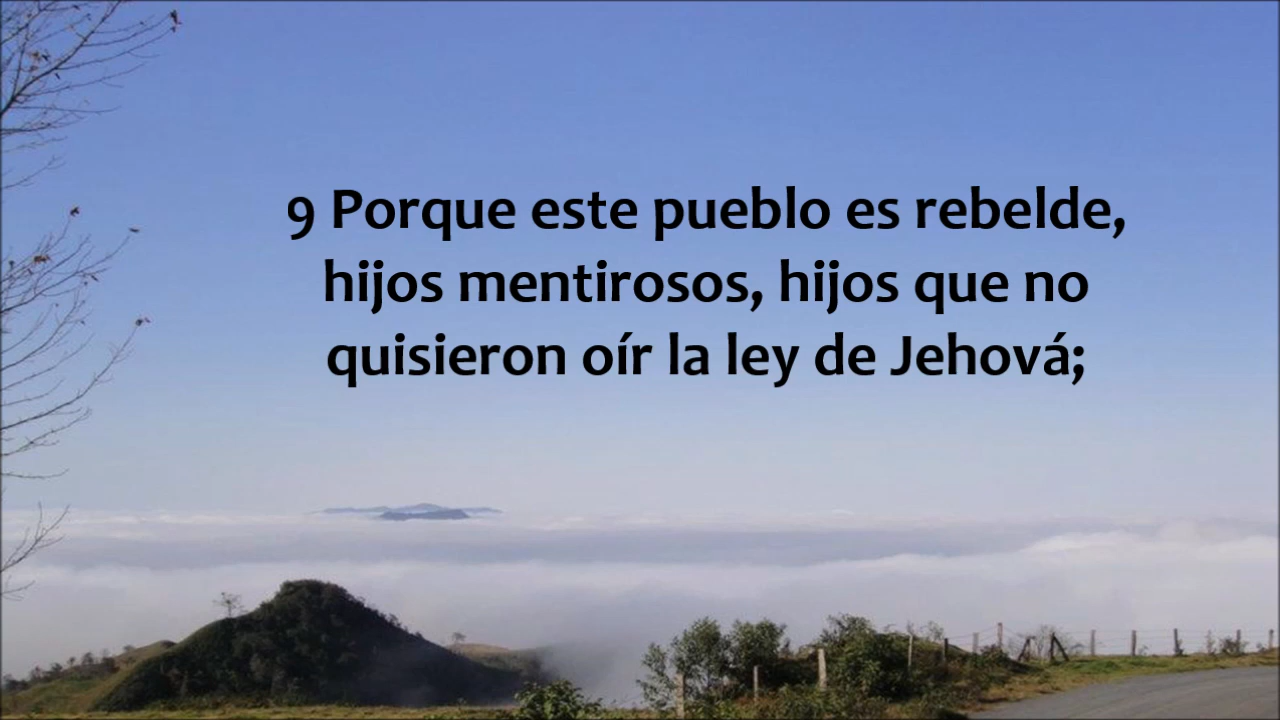 9 Porque este pueblo es rebelde,
hijos mentirosos, hijos que no
quisieron oír la ley de Jehová;